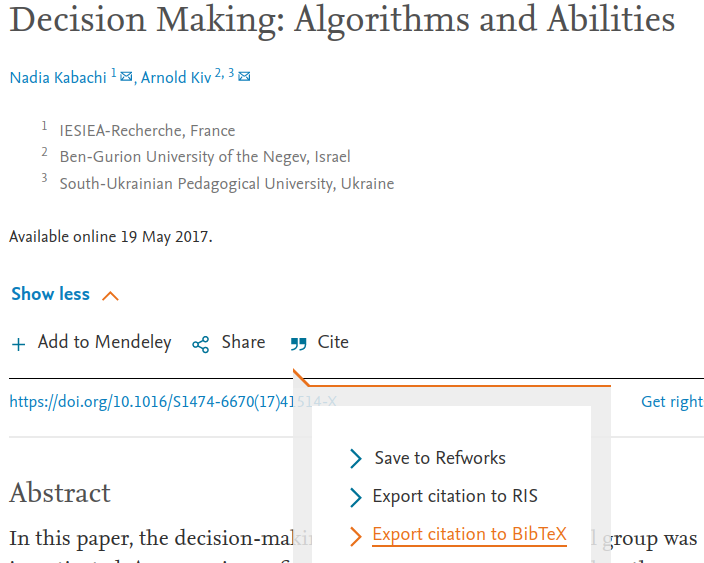 Decision Making: Algorithms and Abilities
Nadia Kabachi 1, Arnold Kiv 2, 3
1 IESIEA-Recherche, France
2 Ben-Gurion University of the Negev, Israel
3 South-Ukrainian Pedagogical University, Ukraine
Available online 19 May 2017.
Show less
+ Add to Mendeley Share Cite
https://doi.org/10.1016/S1474-6670(17)41514-X Get right
Save to Refworks
Export citation to RIS
Abstract
Export citation to BibTeX
In this paper, the decision-maki group was